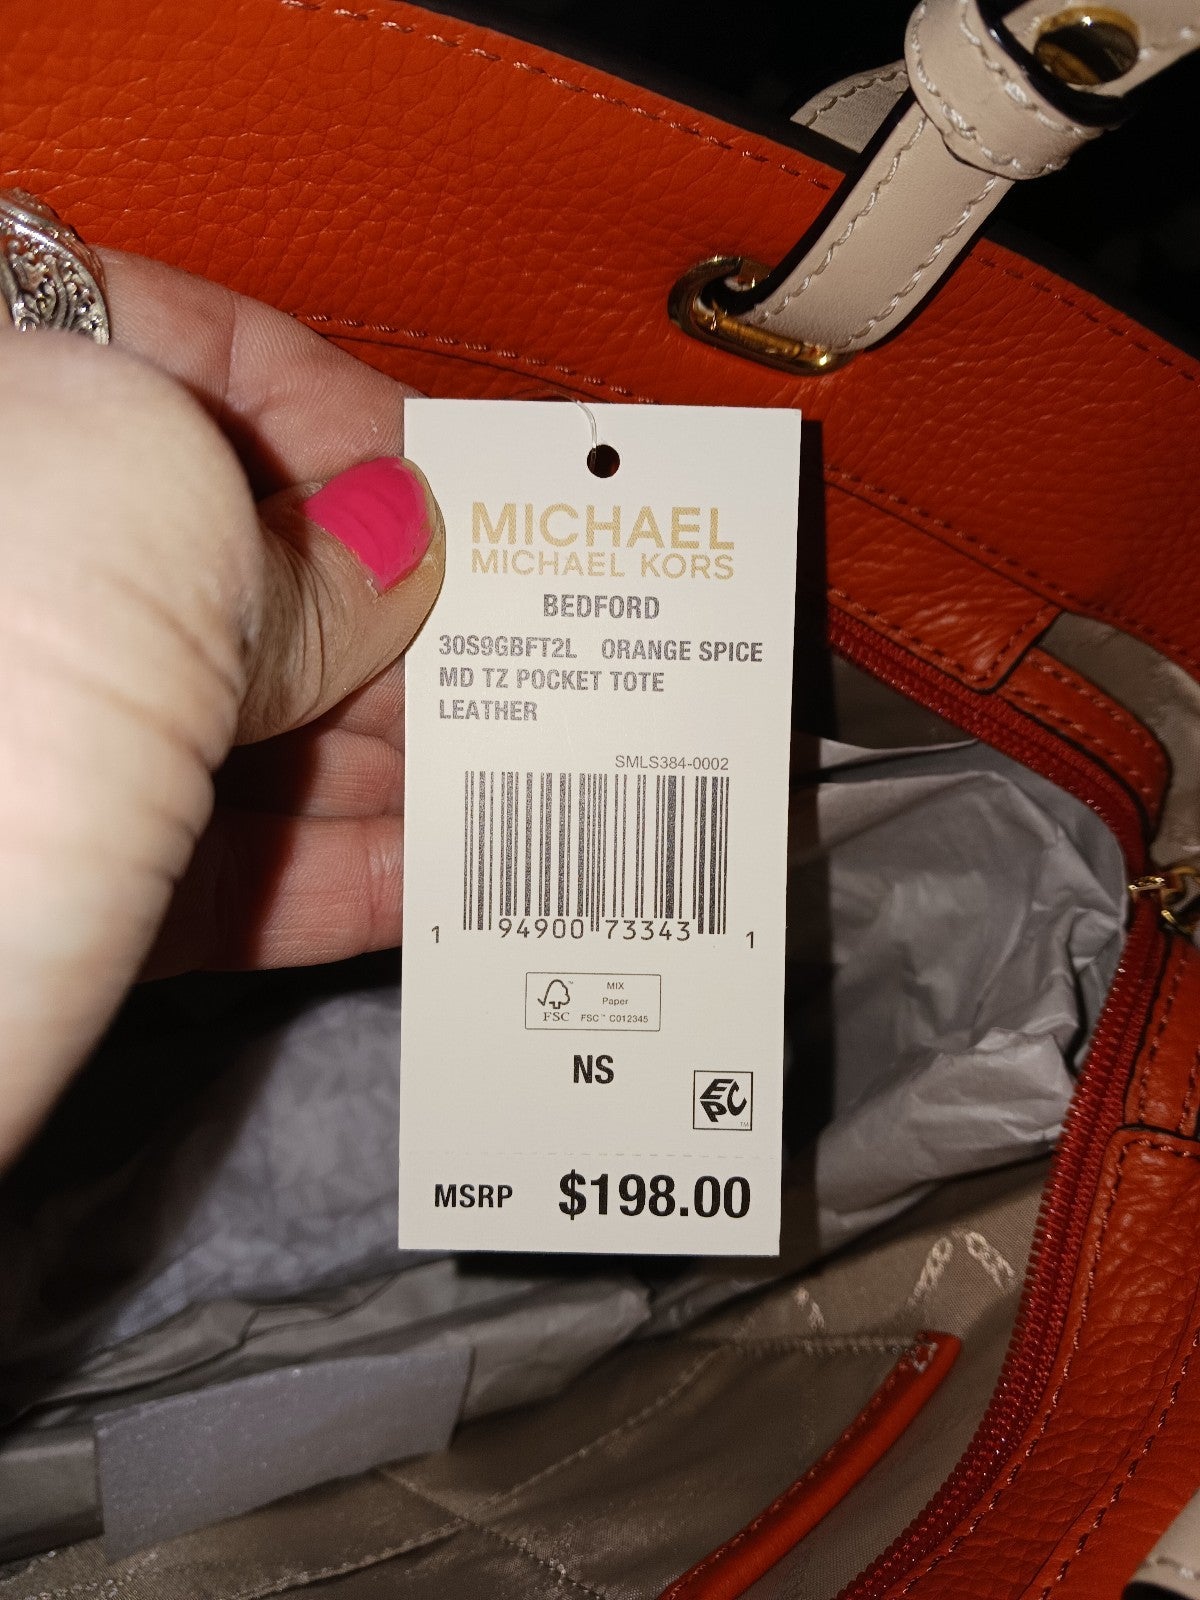 MICHAEL
MICHAEL KORS
BEDFORD
30S9GBFT2L ORANGE SPICE
MD TZ POCKET TOTE
LEATHER
SMLS384-0002
1 94900 73343 1
MIX
Paper
FSC FSC™ C012345
NS
EPC™
MSRP $198.00